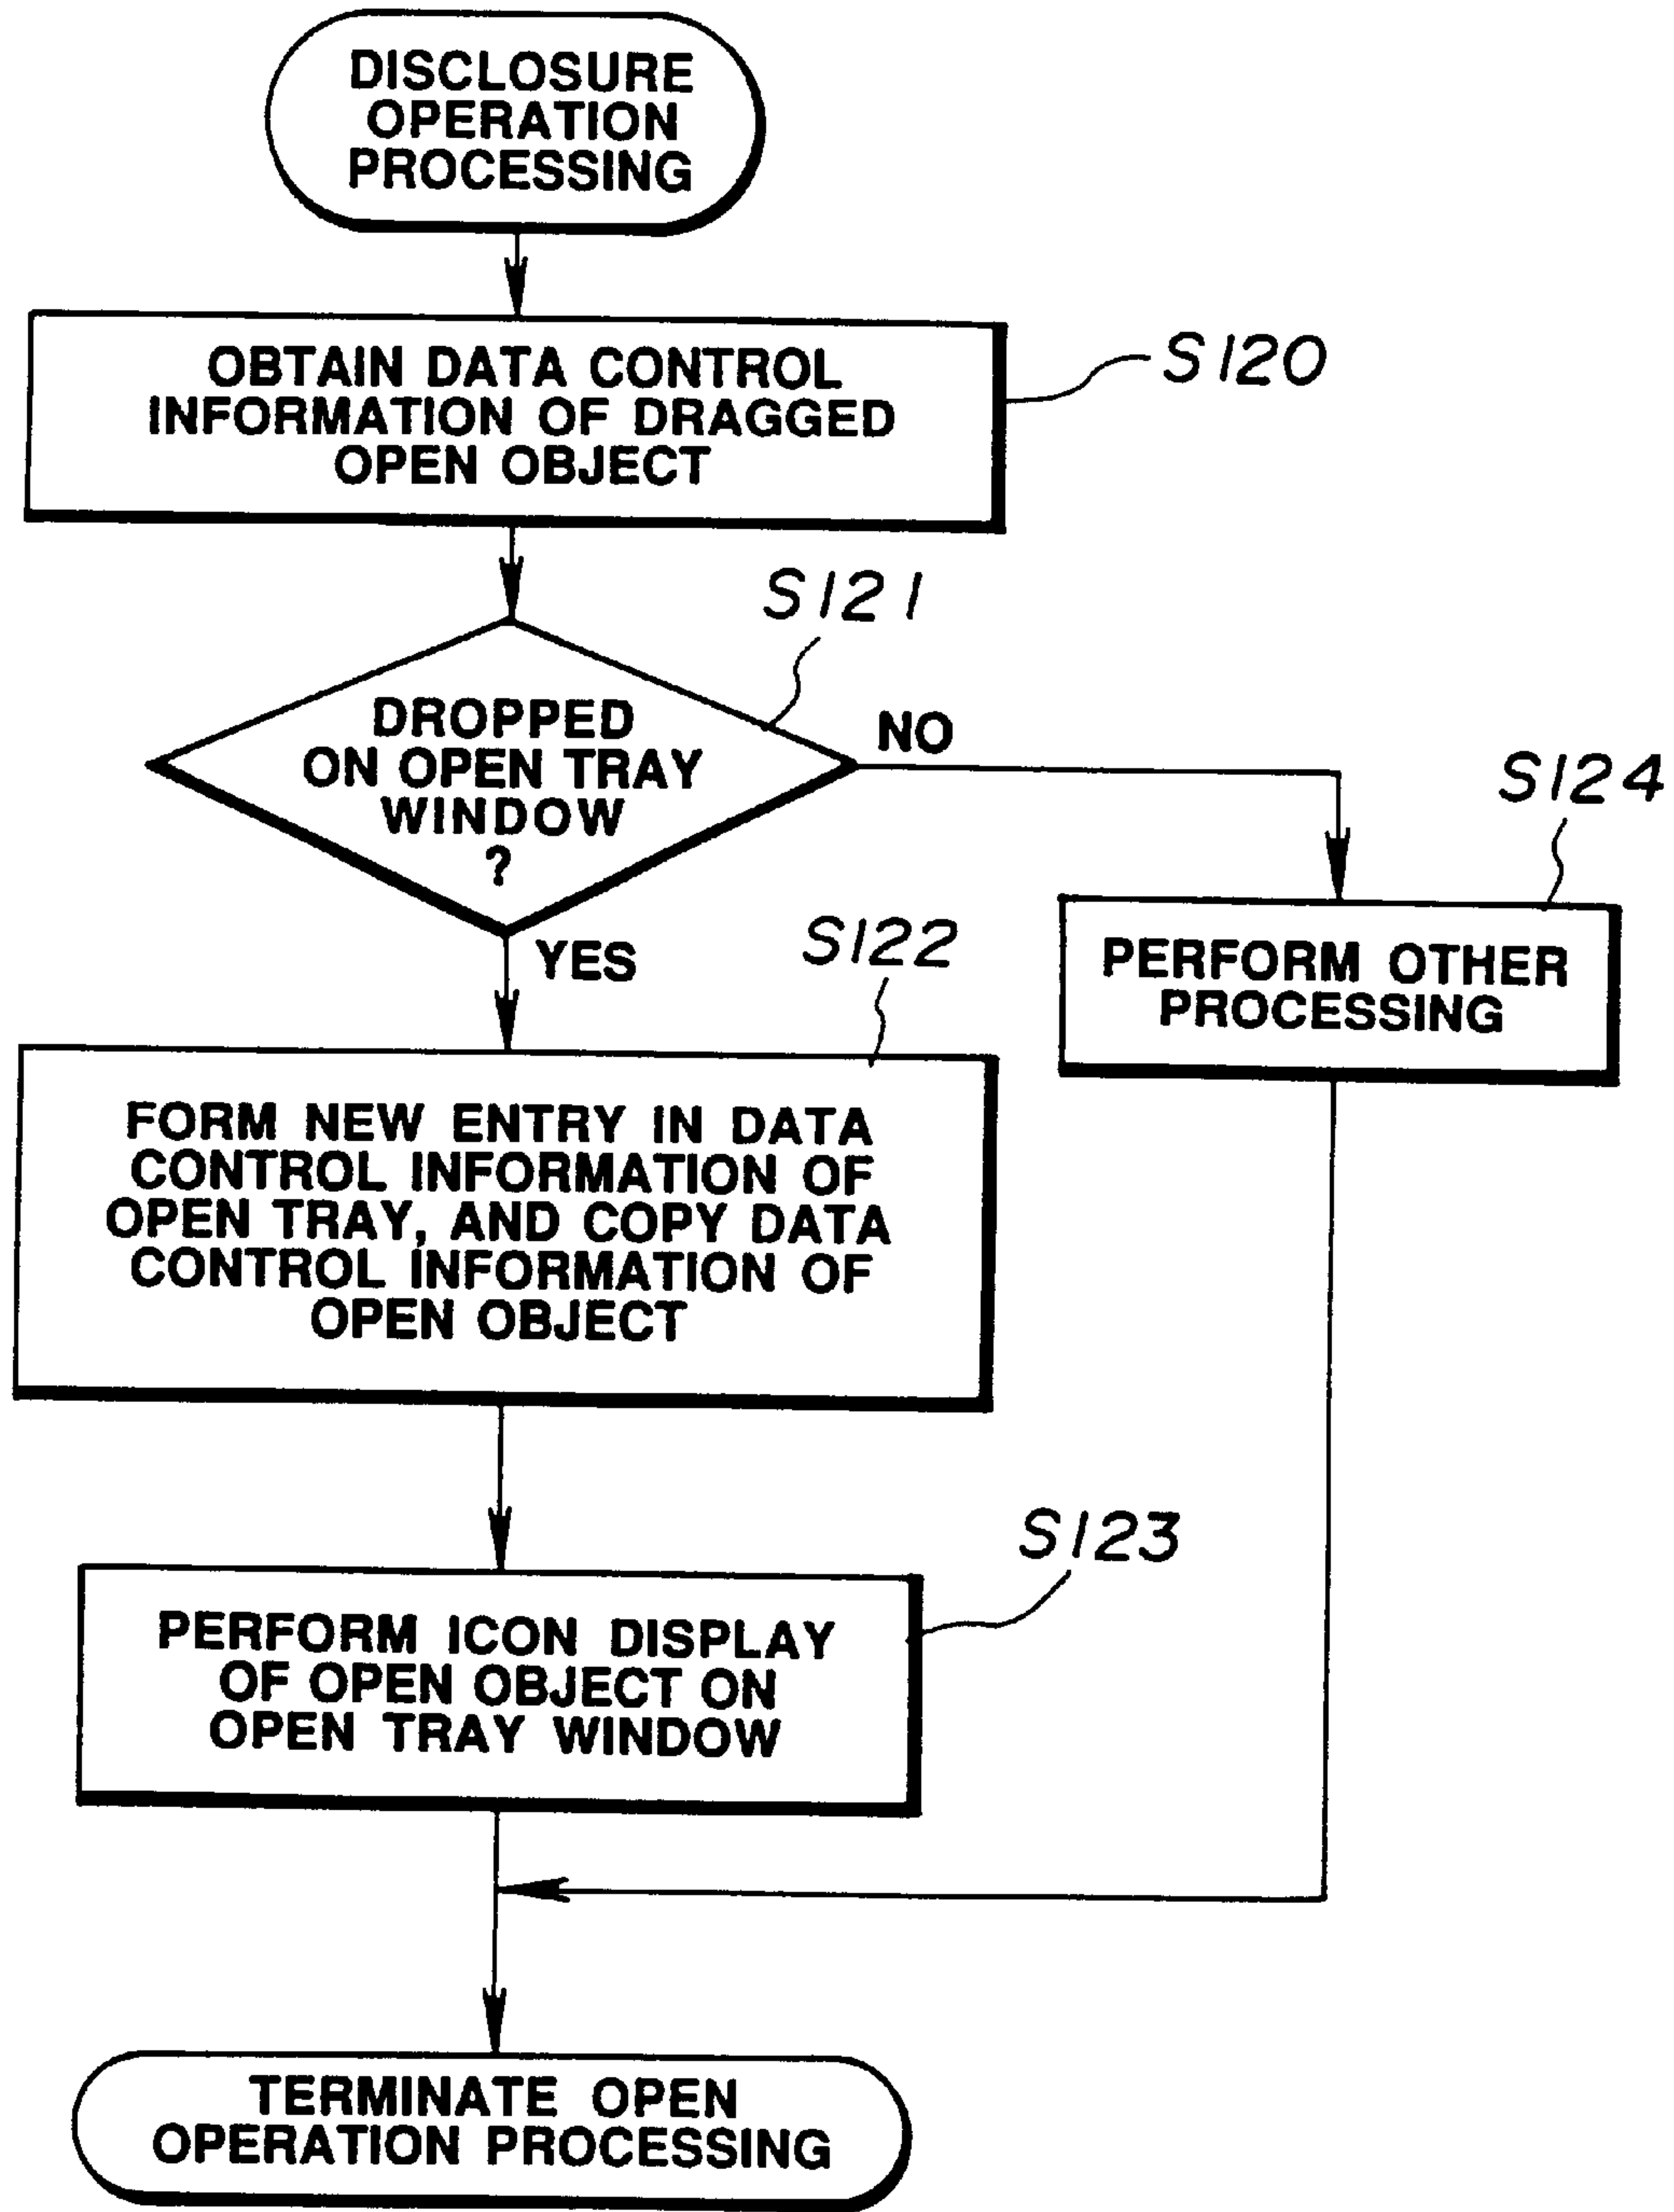 DISCLOSURE
OPERATION
PROCESSING
OBTAIN DATA CONTROL
INFORMATION OF DRAGGED
OPEN OBJECT
S120
S121
DROPPED
ON OPEN TRAY
WINDOW
?
NO
YES
S124
PERFORM OTHER
PROCESSING
S122
FORM NEW ENTRY IN DATA
CONTROL INFORMATION OF
OPEN TRAY, AND COPY DATA
CONTROL INFORMATION OF
OPEN OBJECT
S123
PERFORM ICON DISPLAY
OF OPEN OBJECT ON
OPEN TRAY WINDOW
TERMINATE OPEN
OPERATION PROCESSING